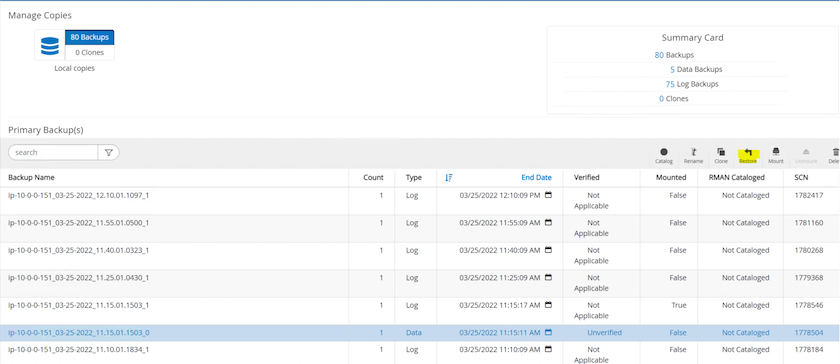 Manage Copies
80 Backups
0 Clones
Local copies
Summary Card
80 Backups
5 Data Backups
75 Log Backups
0 Clones
Primary Backup(s)
search
Catalog Rename Clone Restore Mount Unmount Dele
Backup Name Count Type End Date Verified Mounted RMAN Cataloged SCN
ip-10-0-0-151_03-25-2022_12.10.01.1097_1 1 Log 03/25/2022 12:10:09 PM Not Applicable False Not Cataloged 1782417
ip-10-0-0-151_03-25-2022_11.55.01.0500_1 1 Log 03/25/2022 11:55:09 AM Not Applicable False Not Cataloged 1781160
ip-10-0-0-151_03-25-2022_11.40.01.0323_1 1 Log 03/25/2022 11:40:09 AM Not Applicable False Not Cataloged 1780268
ip-10-0-0-151_03-25-2022_11.25.01.0430_1 1 Log 03/25/2022 11:25:09 AM Not Applicable False Not Cataloged 1779368
ip-10-0-0-151_03-25-2022_11.15.01.1503_1 1 Log 03/25/2022 11:15:17 AM Not Applicable True Not Cataloged 1778546
ip-10-0-0-151_03-25-2022_11.15.01.1503_0 1 Data 03/25/2022 11:15:11 AM Unverified False Not Cataloged 1778504
ip-10-0-0-151_03-25-2022_11.10.01.1834_1 1 Log 03/25/2022 11:10:09 AM Not Applicable False Not Cataloged 1778184